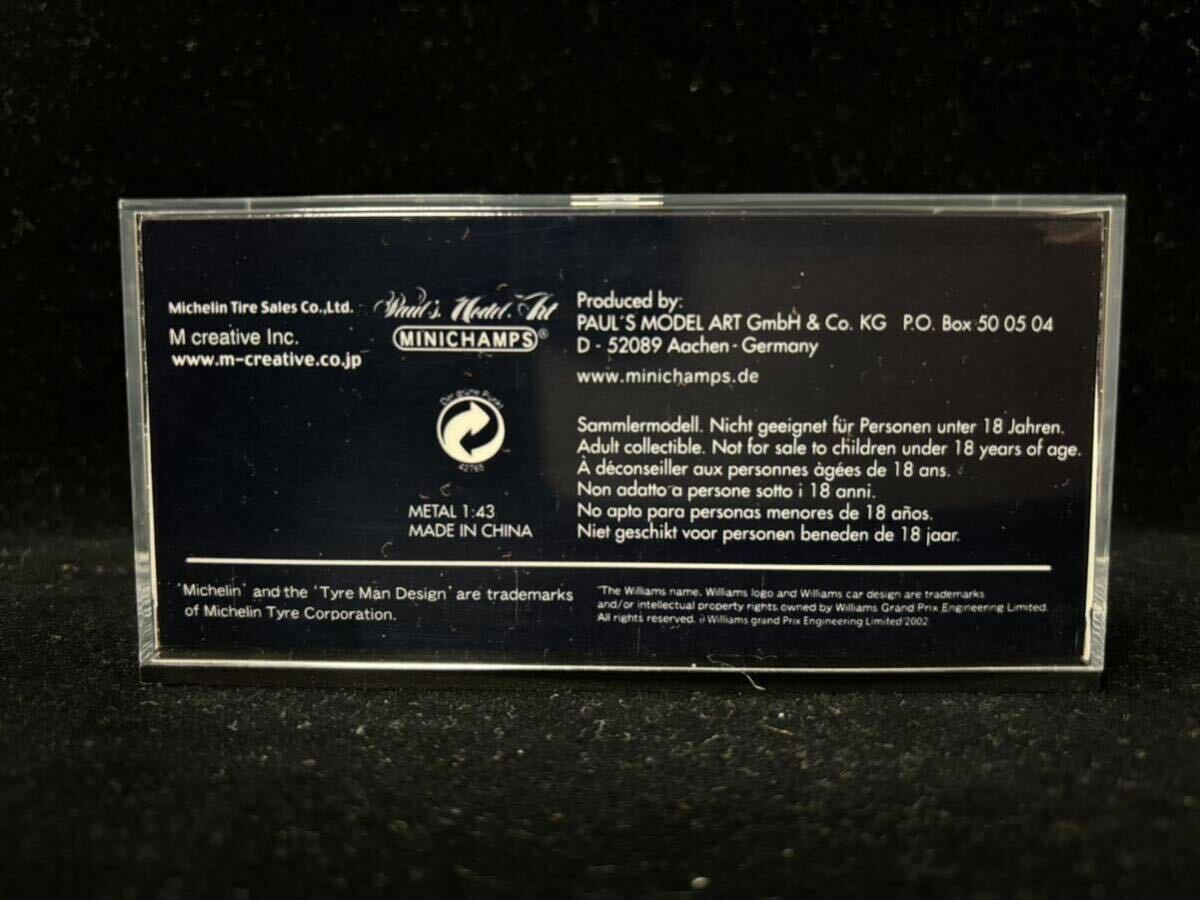 Michelin Tire Sales Co.,Ltd.
M creative Inc.
www.m-creative.co.jp
Paul's Model Art
MINICHAMPS®
Der grüne Punkt
42765
METAL 1:43
MADE IN CHINA
Produced by:
PAUL'S MODEL ART GmbH & Co. KG P.O. Box 50 05 04
D - 52089 Aachen - Germany
www.minichamps.de
Sammlermodell. Nicht geeignet für Personen unter 18 Jahren.
Adult collectible. Not for sale to children under 18 years of age.
À déconseiller aux personnes àgées de 18 ans.
Non adatto a persone sotto i 18 anni.
No apto para personas menores de 18 años.
Niet geschikt voor personen beneden de 18 jaar.
'Michelin' and the 'Tyre Man Design' are trademarks
of Michelin Tyre Corporation.
"The Williams name. Williams logo and Williams car design are trademarks
and/or intellectual property rights owned by Williams Grand Prix Engineering Limited.
All rights reserved. © Williams grand Prix Engineering Limited 2002